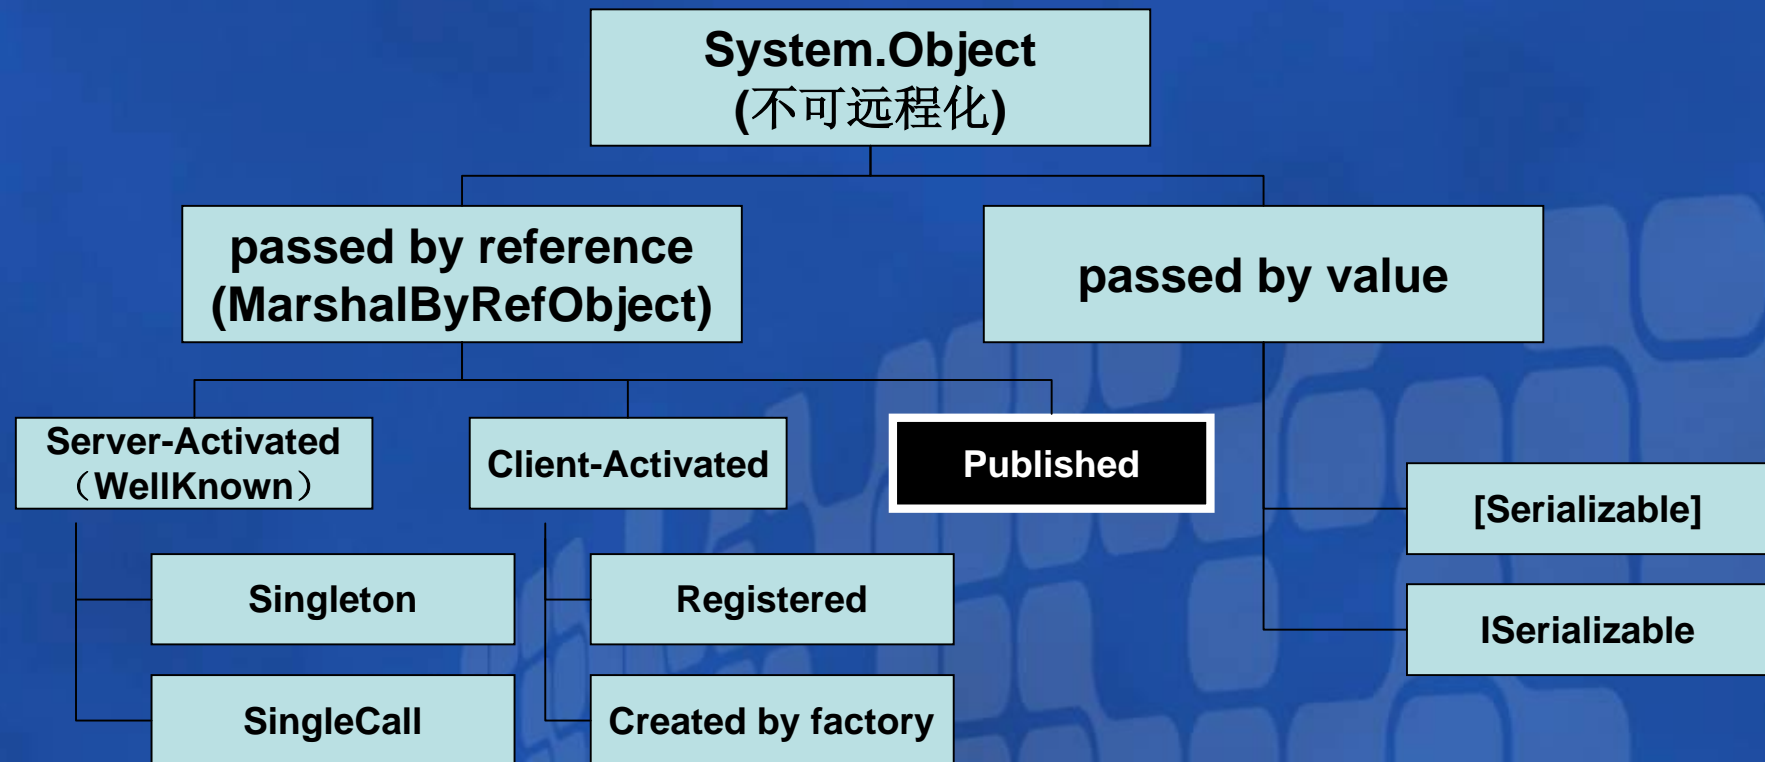 System.Object
(不可远程化)
passed by reference
(MarshalByRefObject)
passed by value
Server-Activated
（WellKnown）
Client-Activated
Published
[Serializable]
Singleton
Registered
ISerializable
SingleCall
Created by factory